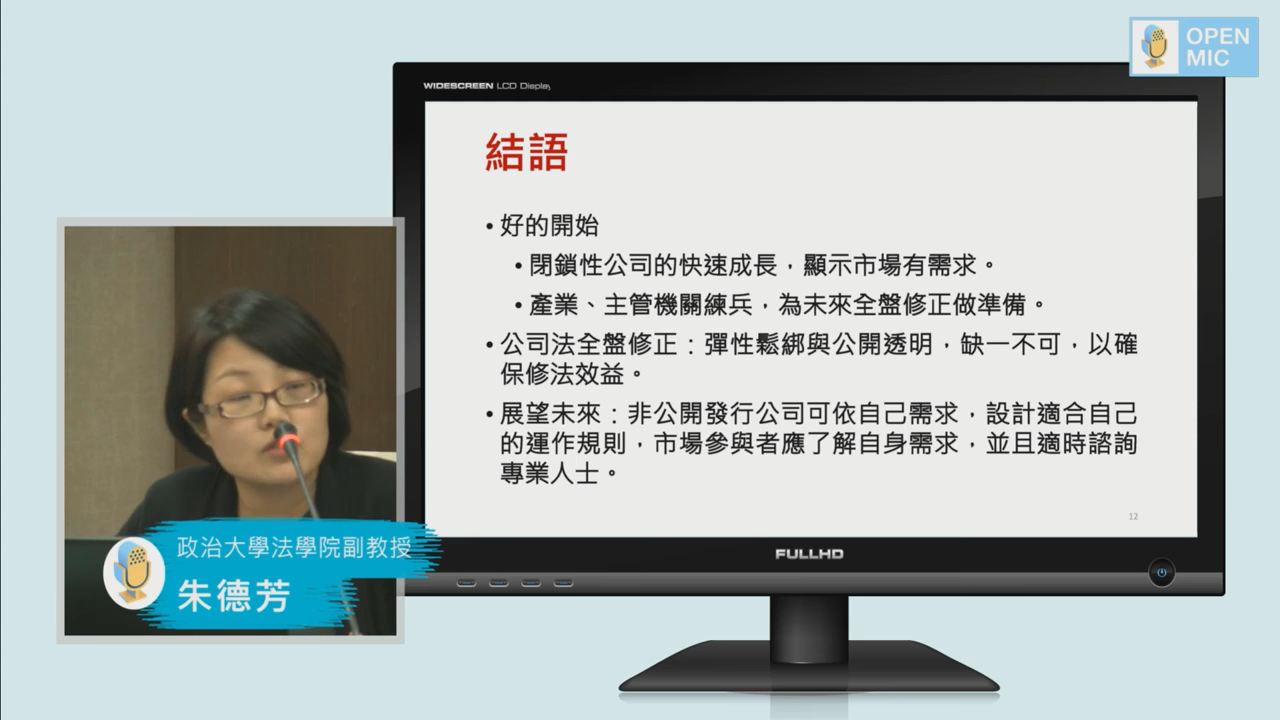 OPEN
MIC
WIDESCREEN LCD Display
結語
• 好的開始
• 閉鎖性公司的快速成長，顯示市場有需求。
• 產業、主管機關練兵，為未來全盤修正做準備。
• 公司法全盤修正：彈性鬆綁與公開透明，缺一不可，以確
保修法效益。
• 展望未來：非公開發行公司可依自己需求，設計適合自己
的運作規則，市場參與者應了解自身需求，並且適時諮詢
專業人士。
12
FULLHD
政治大學法學院副教授
朱德芳